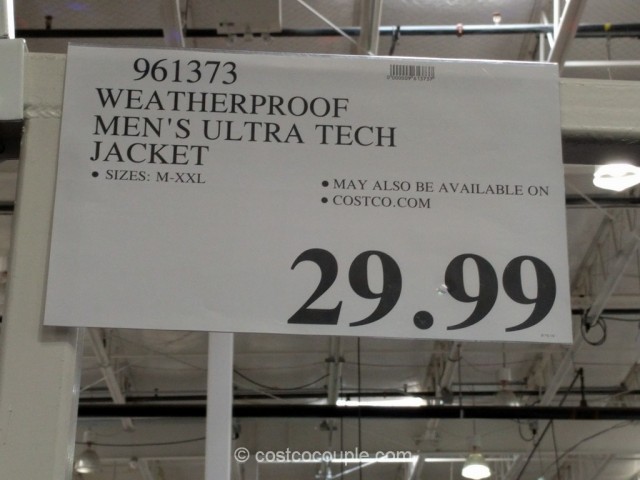 961373
WEATHERPROOF
MEN'S ULTRA TECH
JACKET
• SIZES: M-XXL
• MAY ALSO BE AVAILABLE ON
• COSTCO.COM
29.99
© costcocouple.com